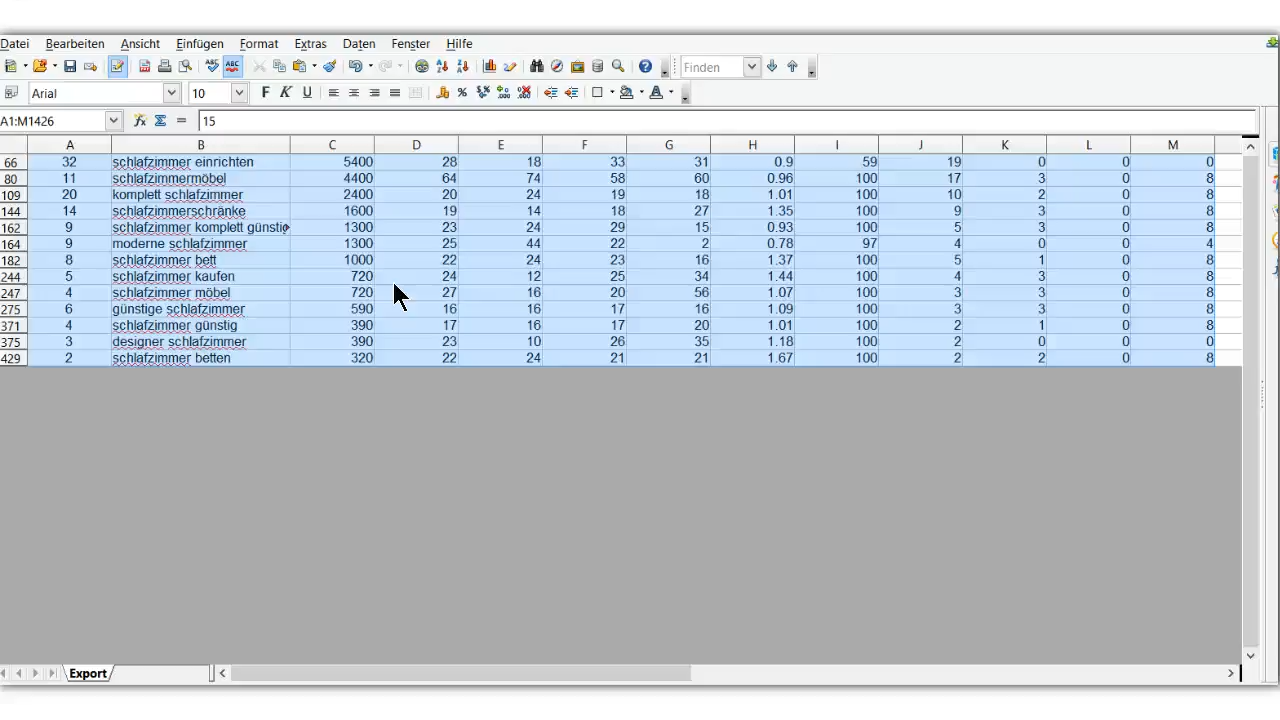 Datei Bearbeiten Ansicht Einfügen Format Extras Daten Fenster Hilfe
Finden
Arial 10 F K U
A1:M1426 15
A B C D E F G H I J K L M
66 32 schlafzimmer einrichten 5400 28 18 33 31 0.9 59 19 0 0 0
80 11 schlafzimmermöbel 4400 64 74 58 60 0.96 100 17 3 0 8
109 20 komplett schlafzimmer 2400 20 24 19 18 1.01 100 10 2 0 8
144 14 schlafzimmerschränke 1600 19 14 18 27 1.35 100 9 3 0 8
162 9 schlafzimmer komplett günstig 1300 23 24 29 15 0.93 100 5 3 0 8
164 9 moderne schlafzimmer 1300 25 44 22 2 0.78 97 4 0 0 4
182 8 schlafzimmer bett 1000 22 24 23 16 1.37 100 5 1 0 8
244 5 schlafzimmer kaufen 720 24 12 25 34 1.44 100 4 3 0 8
247 4 schlafzimmer möbel 720 27 16 20 56 1.07 100 3 3 0 8
275 6 günstige schlafzimmer 590 16 16 17 16 1.09 100 3 3 0 8
371 4 schlafzimmer günstig 390 17 16 17 20 1.01 100 2 1 0 8
375 3 designer schlafzimmer 390 23 10 26 35 1.18 100 2 0 0 8
429 2 schlafzimmer betten 320 22 24 21 21 1.67 100 2 2 0 8
Export